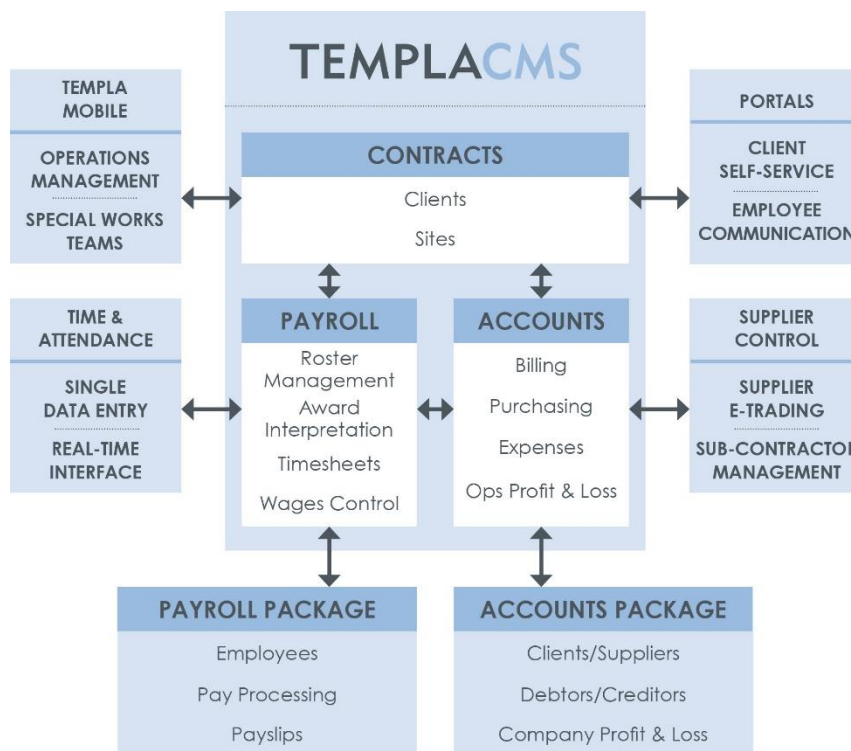 TEMPLACMS
TEMPLA
MOBILE
OPERATIONS
MANAGEMENT
SPECIAL WORKS
TEAMS
CONTRACTS
Clients
Sites
PORTALS
CLIENT
SELF-SERVICE
EMPLOYEE
COMMUNICATION
TIME &
ATTENDANCE
SINGLE
DATA ENTRY
REAL-TIME
INTERFACE
PAYROLL
Roster
Management
Award
Interpretation
Timesheets
Wages Control
ACCOUNTS
Billing
Purchasing
Expenses
Ops Profit & Loss
SUPPLIER
CONTROL
SUPPLIER
E-TRADING
SUB-CONTRACTOR
MANAGEMENT
PAYROLL PACKAGE
Employees
Pay Processing
Payslips
ACCOUNTS PACKAGE
Clients/Suppliers
Debtors/Creditors
Company Profit & Loss